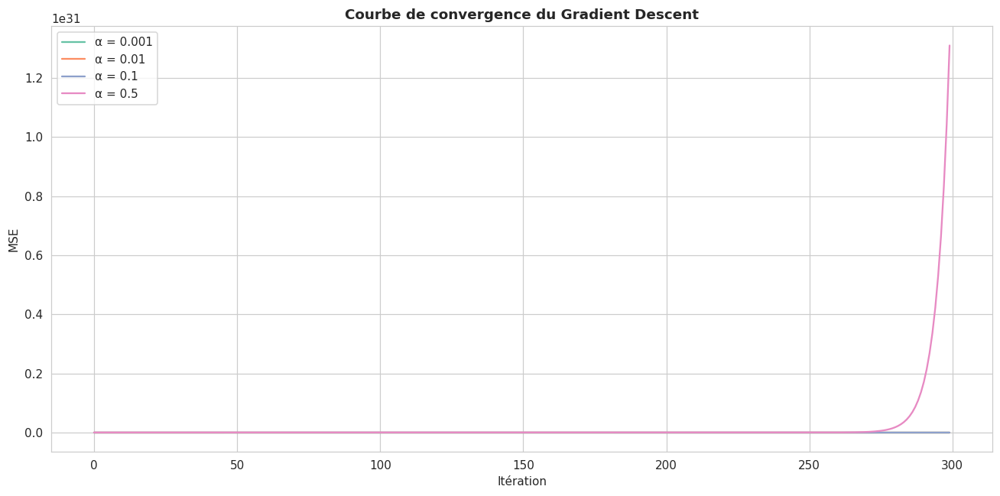 Courbe de convergence du Gradient Descent
1e31
α = 0.001
α = 0.01
α = 0.1
α = 0.5
1.2
1.0
0.8
0.6
0.4
0.2
0.0
MSE
0 50 100 150 200 250 300
Itération